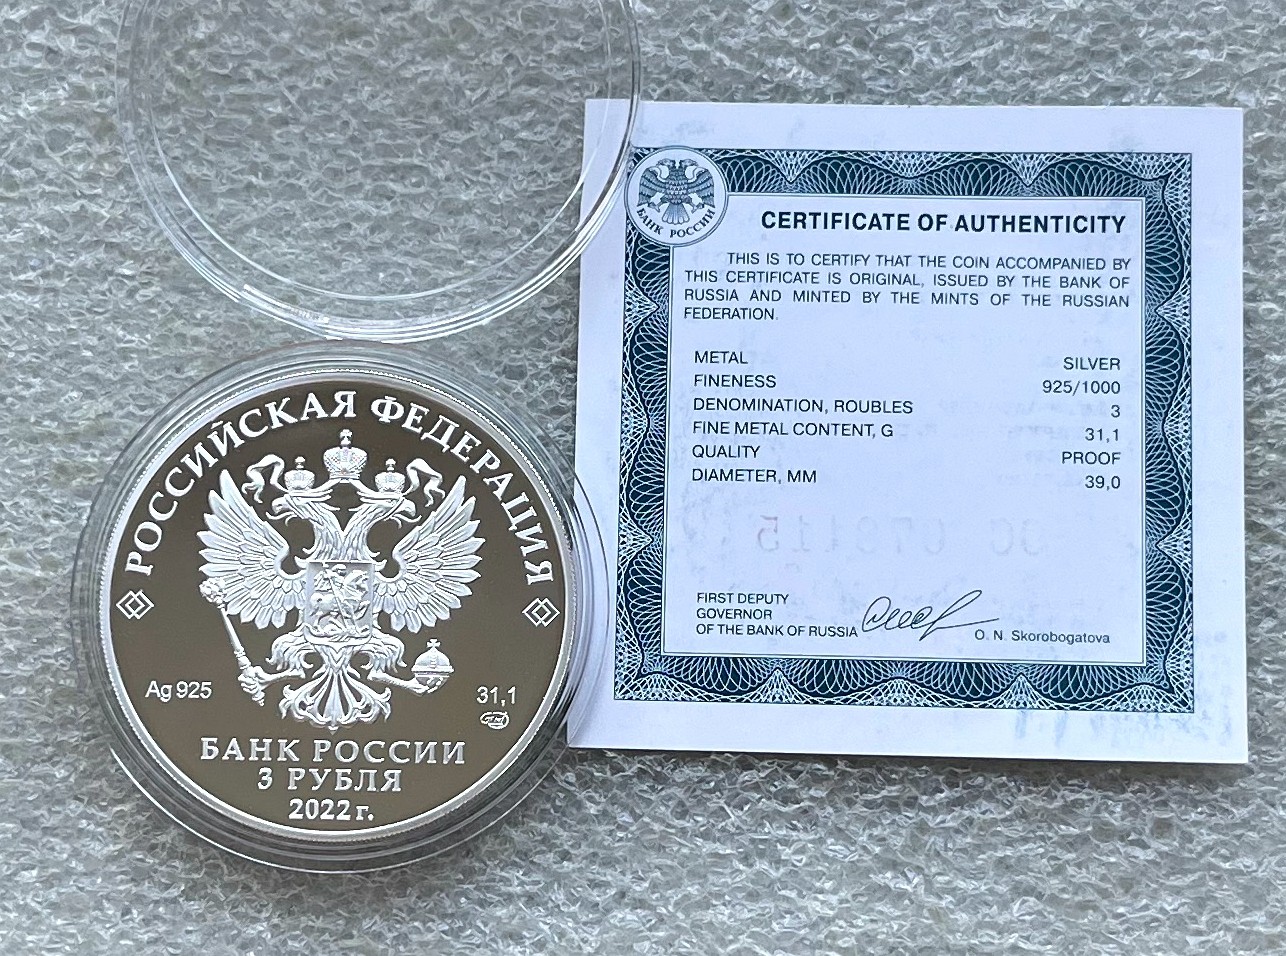 РОССИЙСКАЯ ФЕДЕРАЦИЯ
Ag 925
31,1
БАНК РОССИИ
3 РУБЛЯ
2022 г.
БАНК РОССИИ
CERTIFICATE OF AUTHENTICITY
THIS IS TO CERTIFY THAT THE COIN ACCOMPANIED BY
THIS CERTIFICATE IS ORIGINAL, ISSUED BY THE BANK OF
RUSSIA AND MINTED BY THE MINTS OF THE RUSSIAN
FEDERATION.
METAL SILVER
FINENESS 925/1000
DENOMINATION, ROUBLES 3
FINE METAL CONTENT, G 31,1
QUALITY PROOF
DIAMETER, MM 39,0
FIRST DEPUTY
GOVERNOR
OF THE BANK OF RUSSIA
O. N. Skorobogatova